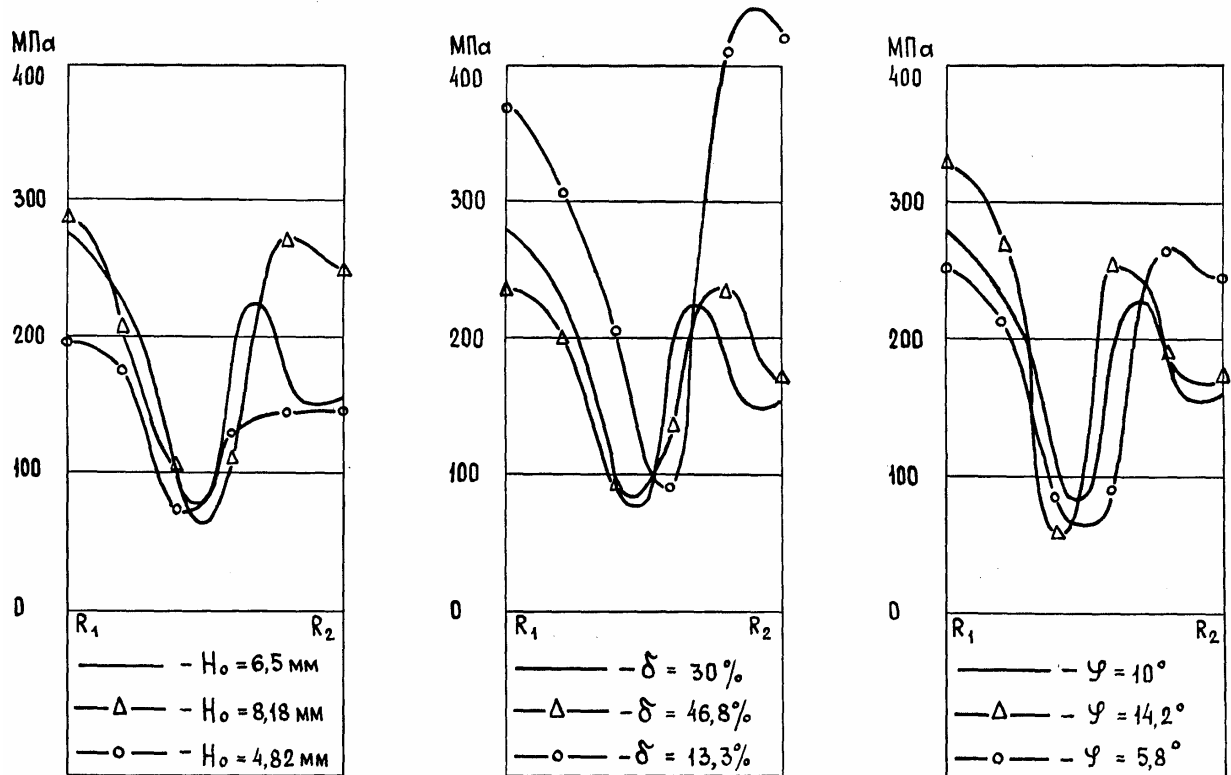 МПа
400
300
200
100
0
R₁ R₂
— H₀ = 6,5 мм
—Δ— - H₀ = 8,18 мм
—o— - H₀ = 4,82 мм
МПа
400
300
200
100
0
R₁ R₂
— δ = 30%
—Δ— - δ = 46,8%
—o— - δ = 13,3%
МПа
400
300
200
100
0
R₁ R₂
— φ = 10°
—Δ— - φ = 14,2°
—o— - φ = 5,8°